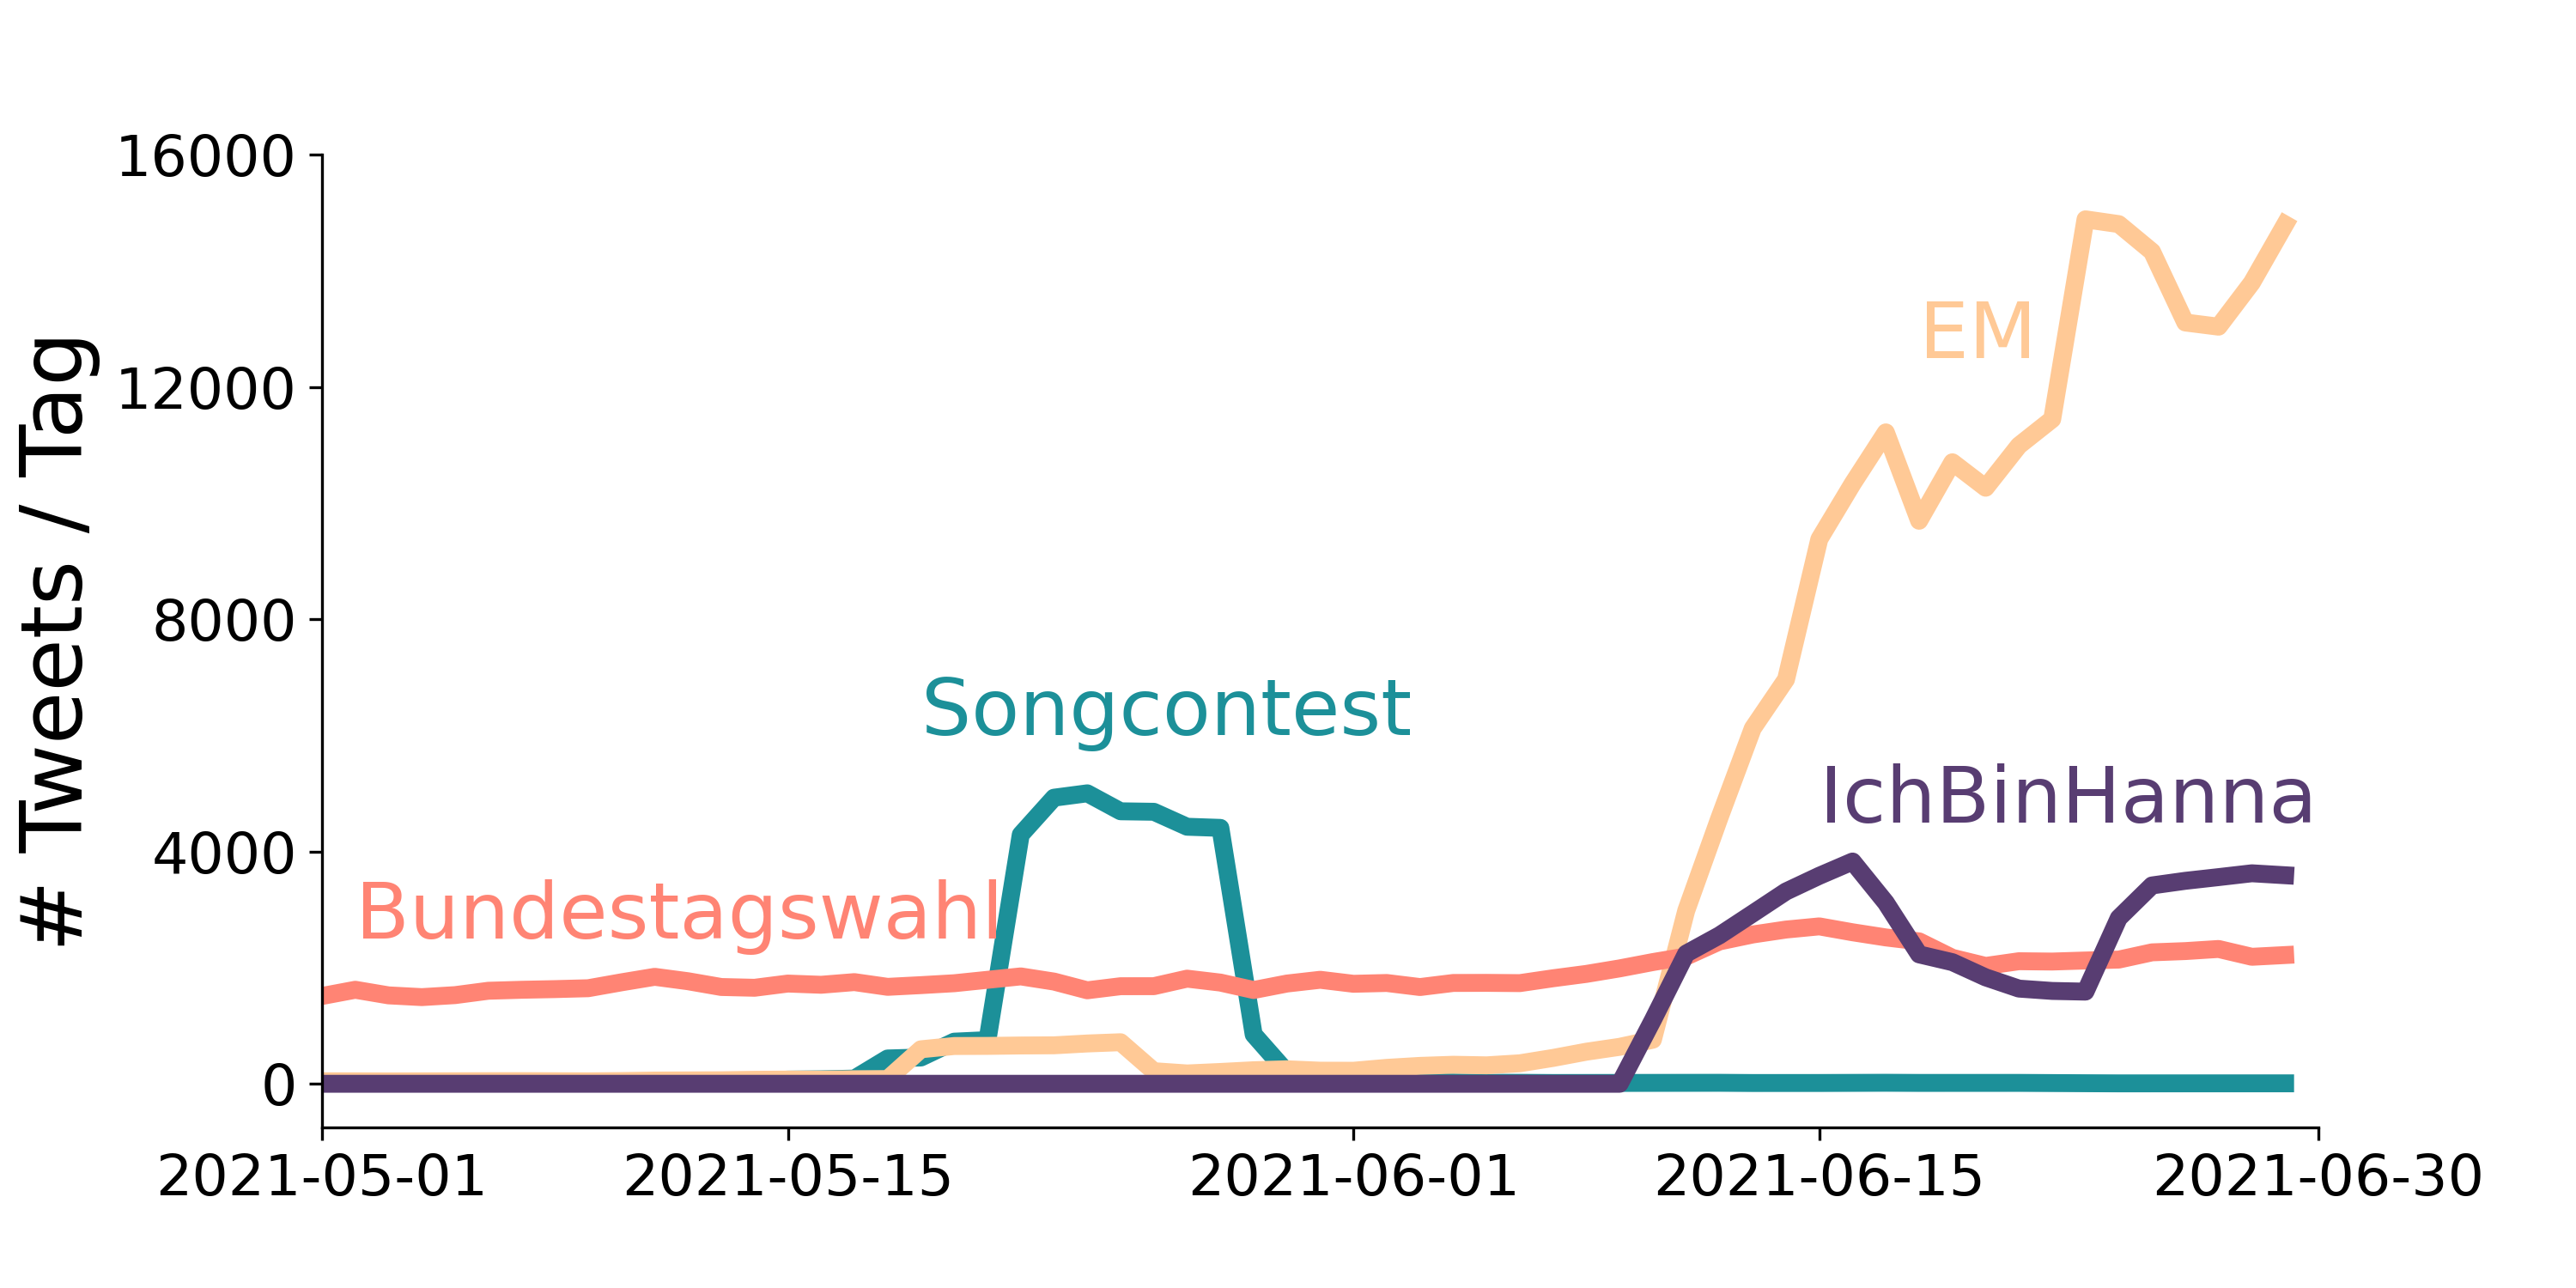 # Tweets / Tag
16000
12000
8000
4000
0
EM
Songcontest
IchBinHanna
Bundestagswahl
2021-05-01
2021-05-15
2021-06-01
2021-06-15
2021-06-30